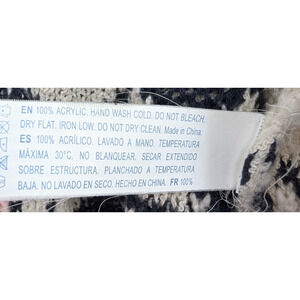 EN 100% ACRYLIC. HAND WASH COLD. DO NOT BLEACH.
DRY FLAT. IRON LOW. DO NOT DRY CLEAN. Made in China.
ES 100% ACRÍLICO. LAVADO A MANO. TEMPERATURA
MÁXIMA 30°C. NO BLANQUEAR. SECAR EXTENDIDO
SOBRE ESTRUCTURA. PLANCHADO A TEMPERATURA
BAJA. NO LAVADO EN SECO. HECHO EN CHINA. FR 100%